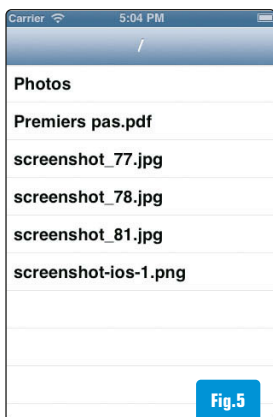 Carrier 5:04 PM
/
Photos
Premiers pas.pdf
screenshot_77.jpg
screenshot_78.jpg
screenshot_81.jpg
screenshot-ios-1.png
Fig.5